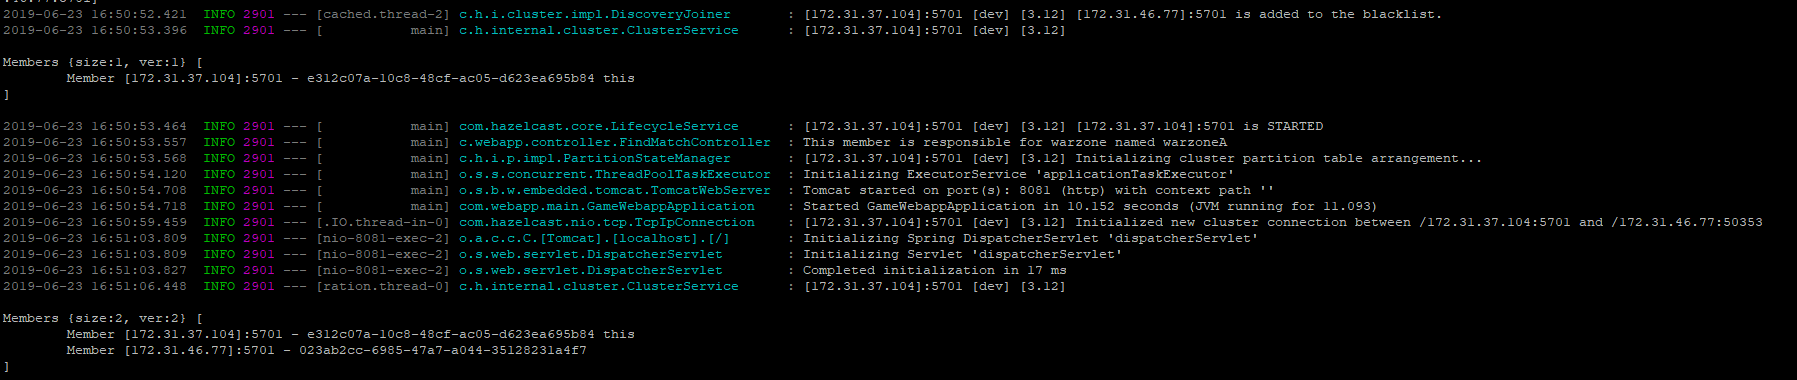 2019-06-23 16:50:52.421  INFO 2901 --- [cached.thread-2] c.h.i.cluster.impl.DiscoveryJoiner       : [172.31.37.104]:5701 [dev] [3.12] [172.31.46.77]:5701 is added to the blacklist.
2019-06-23 16:50:53.396  INFO 2901 --- [           main] c.h.internal.cluster.ClusterService      : [172.31.37.104]:5701 [dev] [3.12]
Members {size:1, ver:1} [
        Member [172.31.37.104]:5701 - e312c07a-10c8-48cf-ac05-d623ea695b84 this
]
2019-06-23 16:50:53.464  INFO 2901 --- [           main] com.hazelcast.core.LifecycleService      : [172.31.37.104]:5701 [dev] [3.12] [172.31.37.104]:5701 is STARTED
2019-06-23 16:50:53.557  INFO 2901 --- [           main] c.webapp.controller.FindMatchController  : This member is responsible for warzone named warzoneA
2019-06-23 16:50:53.568  INFO 2901 --- [           main] c.h.i.p.impl.PartitionStateManager       : [172.31.37.104]:5701 [dev] [3.12] Initializing cluster partition table arrangement...
2019-06-23 16:50:54.120  INFO 2901 --- [           main] o.s.s.concurrent.ThreadPoolTaskExecutor  : Initializing ExecutorService 'applicationTaskExecutor'
2019-06-23 16:50:54.708  INFO 2901 --- [           main] o.s.b.w.embedded.tomcat.TomcatWebServer  : Tomcat started on port(s): 8081 (http) with context path ''
2019-06-23 16:50:54.718  INFO 2901 --- [           main] com.webapp.main.GameWebappApplication    : Started GameWebappApplication in 10.152 seconds (JVM running for 11.093)
2019-06-23 16:50:59.459  INFO 2901 --- [.IO.thread-in-0] com.hazelcast.nio.tcp.TcpIpConnection    : [172.31.37.104]:5701 [dev] [3.12] Initialized new cluster connection between /172.31.37.104:5701 and /172.31.46.77:50353
2019-06-23 16:51:03.809  INFO 2901 --- [nio-8081-exec-2] o.a.c.c.C.[Tomcat].[localhost].[/]       : Initializing Spring DispatcherServlet 'dispatcherServlet'
2019-06-23 16:51:03.809  INFO 2901 --- [nio-8081-exec-2] o.s.web.servlet.DispatcherServlet        : Initializing Servlet 'dispatcherServlet'
2019-06-23 16:51:03.827  INFO 2901 --- [nio-8081-exec-2] o.s.web.servlet.DispatcherServlet        : Completed initialization in 17 ms
2019-06-23 16:51:06.448  INFO 2901 --- [ration.thread-0] c.h.internal.cluster.ClusterService      : [172.31.37.104]:5701 [dev] [3.12]
Members {size:2, ver:2} [
        Member [172.31.37.104]:5701 - e312c07a-10c8-48cf-ac05-d623ea695b84 this
        Member [172.31.46.77]:5701 - 023ab2cc-6985-47a7-a044-35128231a4f7
]